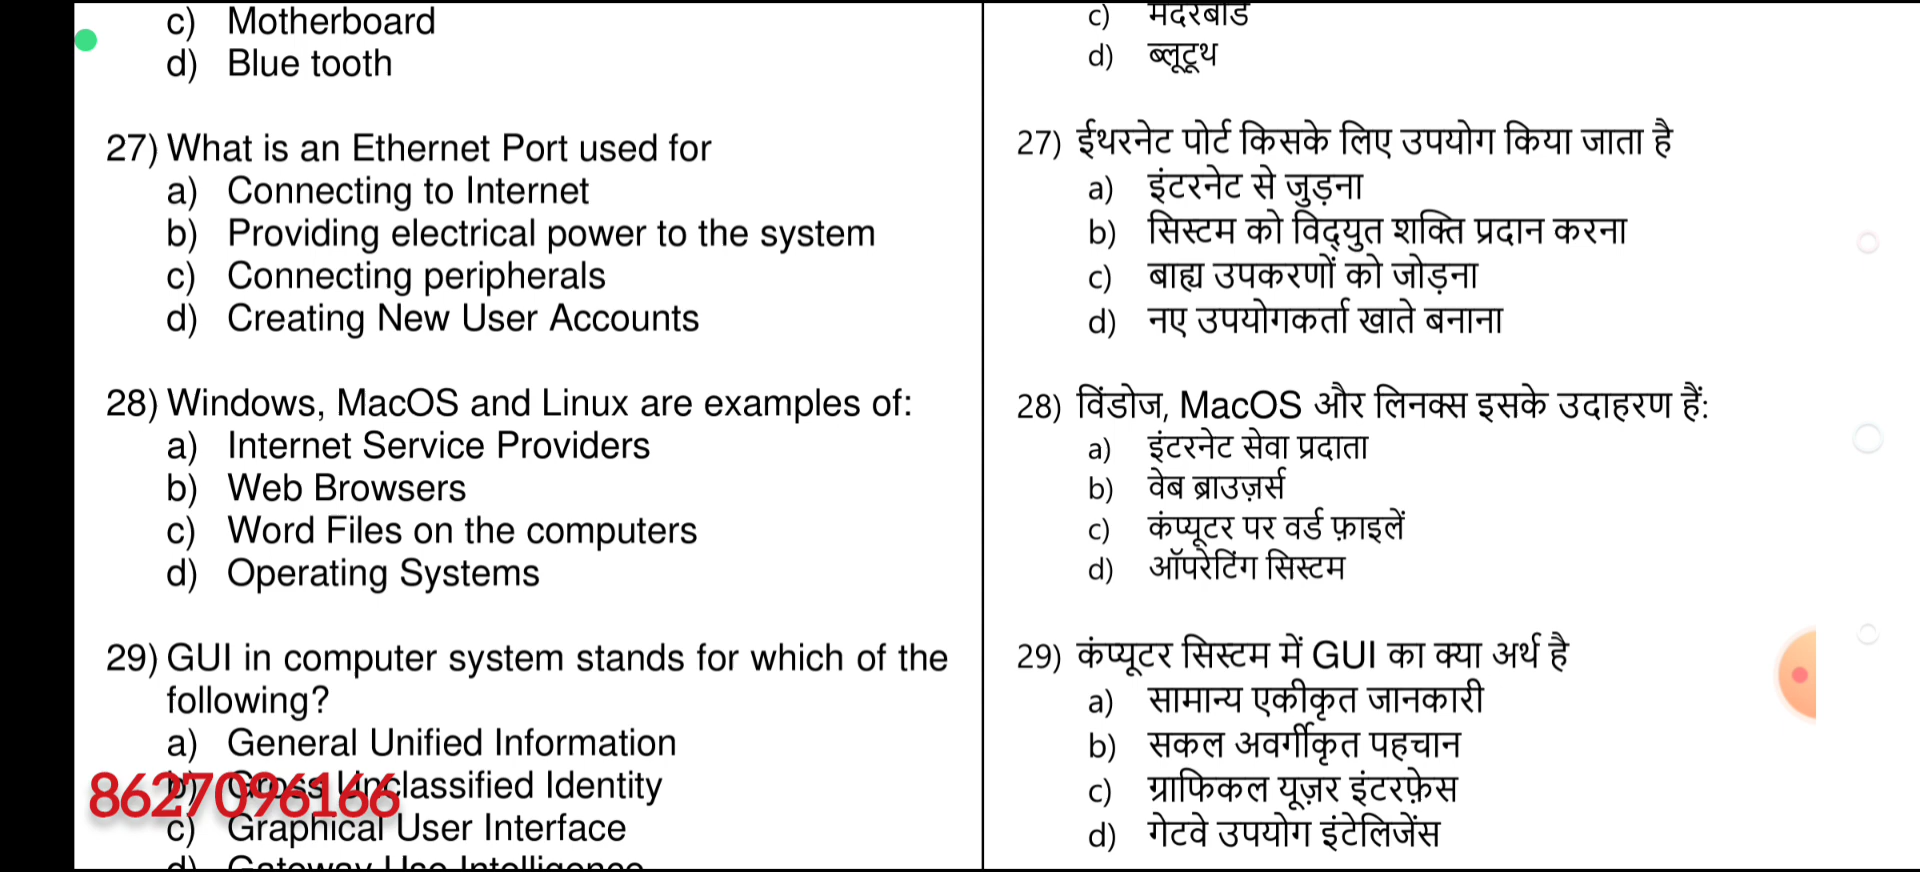 c) Motherboard
d) Blue tooth
27) What is an Ethernet Port used for
a) Connecting to Internet
b) Providing electrical power to the system
c) Connecting peripherals
d) Creating New User Accounts
28) Windows, MacOS and Linux are examples of:
a) Internet Service Providers
b) Web Browsers
c) Word Files on the computers
d) Operating Systems
29) GUI in computer system stands for which of the
following?
a) General Unified Information
b) Gross Unclassified Identity
8627096166
c) Graphical User Interface
d) Gateway Use Intelligence
c) मदरबोर्ड
d) ब्लूटूथ
27) ईथरनेट पोर्ट किसके लिए उपयोग किया जाता है
a) इंटरनेट से जुड़ना
b) सिस्टम को विद्युत शक्ति प्रदान करना
c) बाह्य उपकरणों को जोड़ना
d) नए उपयोगकर्ता खाते बनाना
28) विंडोज, MacOS और लिनक्स इसके उदाहरण हैं:
a) इंटरनेट सेवा प्रदाता
b) वेब ब्राउज़र्स
c) कंप्यूटर पर वर्ड फ़ाइलें
d) ऑपरेटिंग सिस्टम
29) कंप्यूटर सिस्टम में GUI का क्या अर्थ है
a) सामान्य एकीकृत जानकारी
b) सकल अवर्गीकृत पहचान
c) ग्राफिकल यूज़र इंटरफ़ेस
d) गेटवे उपयोग इंटेलिजेंस